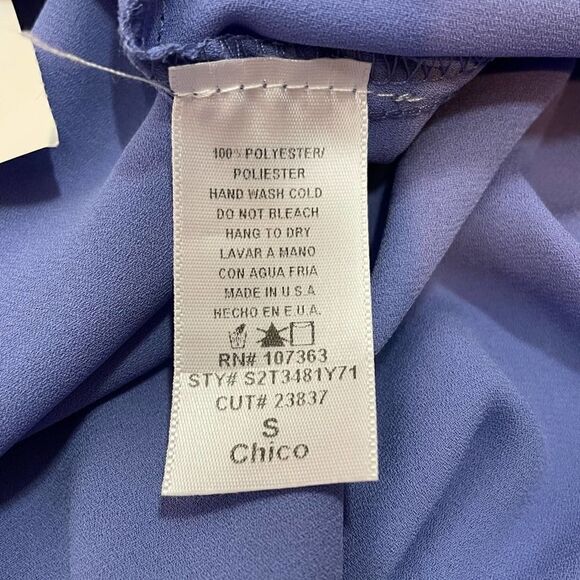 100% POLYESTER/
POLIESTER
HAND WASH COLD
DO NOT BLEACH
HANG TO DRY
LAVAR A MANO
CON AGUA FRIA
MADE IN U.S.A
HECHO EN E.U.A.
RN# 107363
STY# S2T3481Y71
CUT# 23837
S
Chico